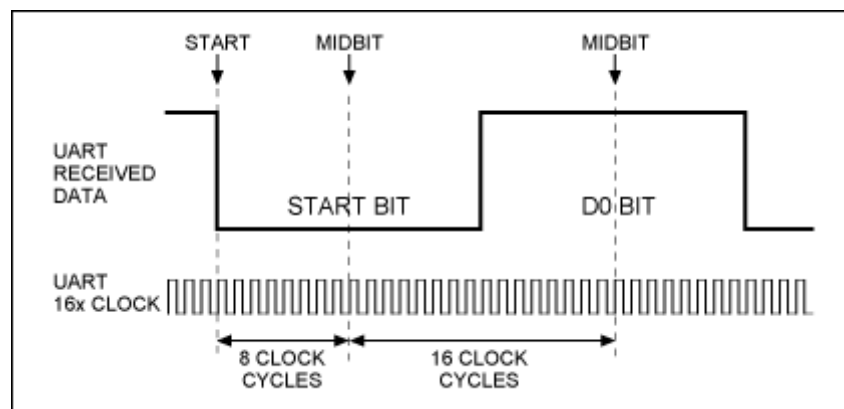 START MIDBIT MIDBIT
UART
RECEIVED
DATA
START BIT D0 BIT
UART
16x CLOCK
8 CLOCK
CYCLES
16 CLOCK
CYCLES